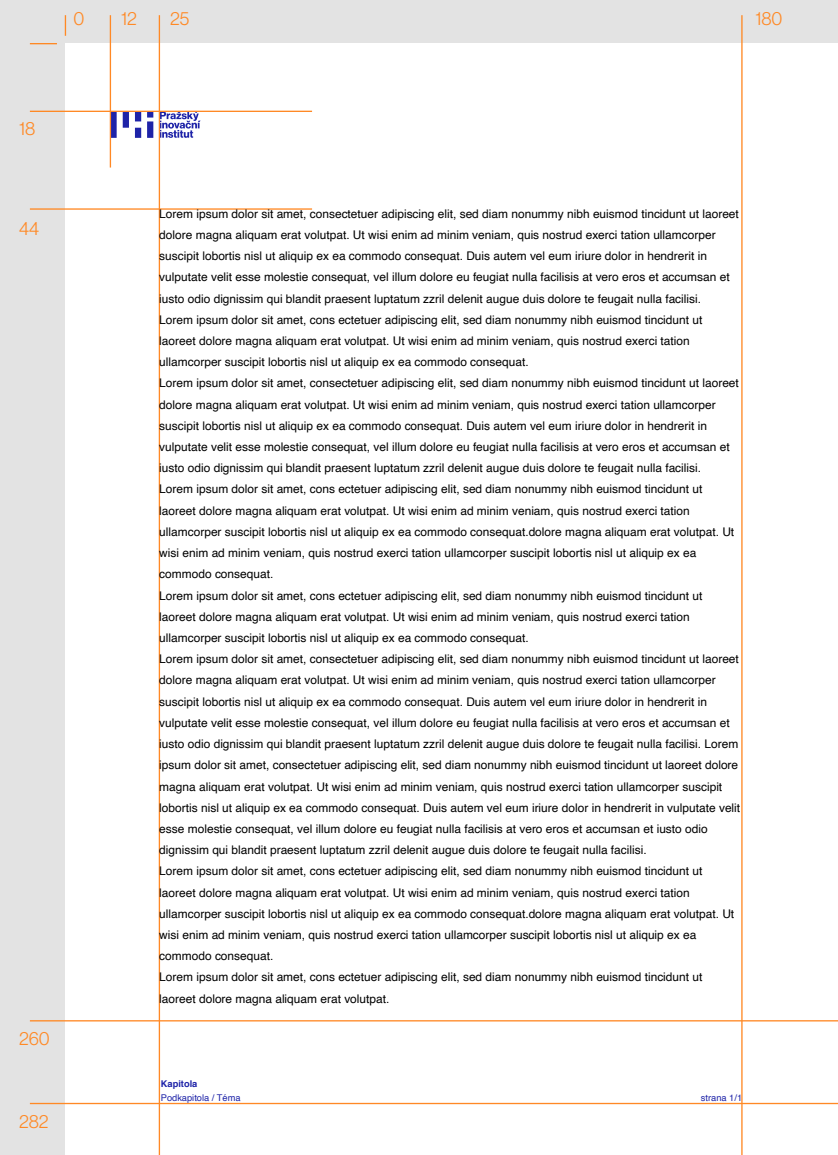 0 12 25 180
18
Pražský
inovační
institut
44
Lorem ipsum dolor sit amet, consectetuer adipiscing elit, sed diam nonummy nibh euismod tincidunt ut laoreet
dolore magna aliquam erat volutpat. Ut wisi enim ad minim veniam, quis nostrud exerci tation ullamcorper
suscipit lobortis nisl ut aliquip ex ea commodo consequat. Duis autem vel eum iriure dolor in hendrerit in
vulputate velit esse molestie consequat, vel illum dolore eu feugiat nulla facilisis at vero eros et accumsan et
iusto odio dignissim qui blandit praesent luptatum zzril delenit augue duis dolore te feugait nulla facilisi.
Lorem ipsum dolor sit amet, cons ectetuer adipiscing elit, sed diam nonummy nibh euismod tincidunt ut
laoreet dolore magna aliquam erat volutpat. Ut wisi enim ad minim veniam, quis nostrud exerci tation
ullamcorper suscipit lobortis nisl ut aliquip ex ea commodo consequat.
Lorem ipsum dolor sit amet, consectetuer adipiscing elit, sed diam nonummy nibh euismod tincidunt ut laoreet
dolore magna aliquam erat volutpat. Ut wisi enim ad minim veniam, quis nostrud exerci tation ullamcorper
suscipit lobortis nisl ut aliquip ex ea commodo consequat. Duis autem vel eum iriure dolor in hendrerit in
vulputate velit esse molestie consequat, vel illum dolore eu feugiat nulla facilisis at vero eros et accumsan et
iusto odio dignissim qui blandit praesent luptatum zzril delenit augue duis dolore te feugait nulla facilisi.
Lorem ipsum dolor sit amet, cons ectetuer adipiscing elit, sed diam nonummy nibh euismod tincidunt ut
laoreet dolore magna aliquam erat volutpat. Ut wisi enim ad minim veniam, quis nostrud exerci tation
ullamcorper suscipit lobortis nisl ut aliquip ex ea commodo consequat.dolore magna aliquam erat volutpat. Ut
wisi enim ad minim veniam, quis nostrud exerci tation ullamcorper suscipit lobortis nisl ut aliquip ex ea
commodo consequat.
Lorem ipsum dolor sit amet, cons ectetuer adipiscing elit, sed diam nonummy nibh euismod tincidunt ut
laoreet dolore magna aliquam erat volutpat. Ut wisi enim ad minim veniam, quis nostrud exerci tation
ullamcorper suscipit lobortis nisl ut aliquip ex ea commodo consequat.
Lorem ipsum dolor sit amet, consectetuer adipiscing elit, sed diam nonummy nibh euismod tincidunt ut laoreet
dolore magna aliquam erat volutpat. Ut wisi enim ad minim veniam, quis nostrud exerci tation ullamcorper
suscipit lobortis nisl ut aliquip ex ea commodo consequat. Duis autem vel eum iriure dolor in hendrerit in
vulputate velit esse molestie consequat, vel illum dolore eu feugiat nulla facilisis at vero eros et accumsan et
iusto odio dignissim qui blandit praesent luptatum zzril delenit augue duis dolore te feugait nulla facilisi. Lorem
ipsum dolor sit amet, consectetuer adipiscing elit, sed diam nonummy nibh euismod tincidunt ut laoreet dolore
magna aliquam erat volutpat. Ut wisi enim ad minim veniam, quis nostrud exerci tation ullamcorper suscipit
lobortis nisl ut aliquip ex ea commodo consequat. Duis autem vel eum iriure dolor in hendrerit in vulputate velit
esse molestie consequat, vel illum dolore eu feugiat nulla facilisis at vero eros et accumsan et iusto odio
dignissim qui blandit praesent luptatum zzril delenit augue duis dolore te feugait nulla facilisi.
Lorem ipsum dolor sit amet, cons ectetuer adipiscing elit, sed diam nonummy nibh euismod tincidunt ut
laoreet dolore magna aliquam erat volutpat. Ut wisi enim ad minim veniam, quis nostrud exerci tation
ullamcorper suscipit lobortis nisl ut aliquip ex ea commodo consequat.dolore magna aliquam erat volutpat. Ut
wisi enim ad minim veniam, quis nostrud exerci tation ullamcorper suscipit lobortis nisl ut aliquip ex ea
commodo consequat.
Lorem ipsum dolor sit amet, cons ectetuer adipiscing elit, sed diam nonummy nibh euismod tincidunt ut
laoreet dolore magna aliquam erat volutpat.
260
Kapitola
Podkapitola / Téma strana 1/1
282